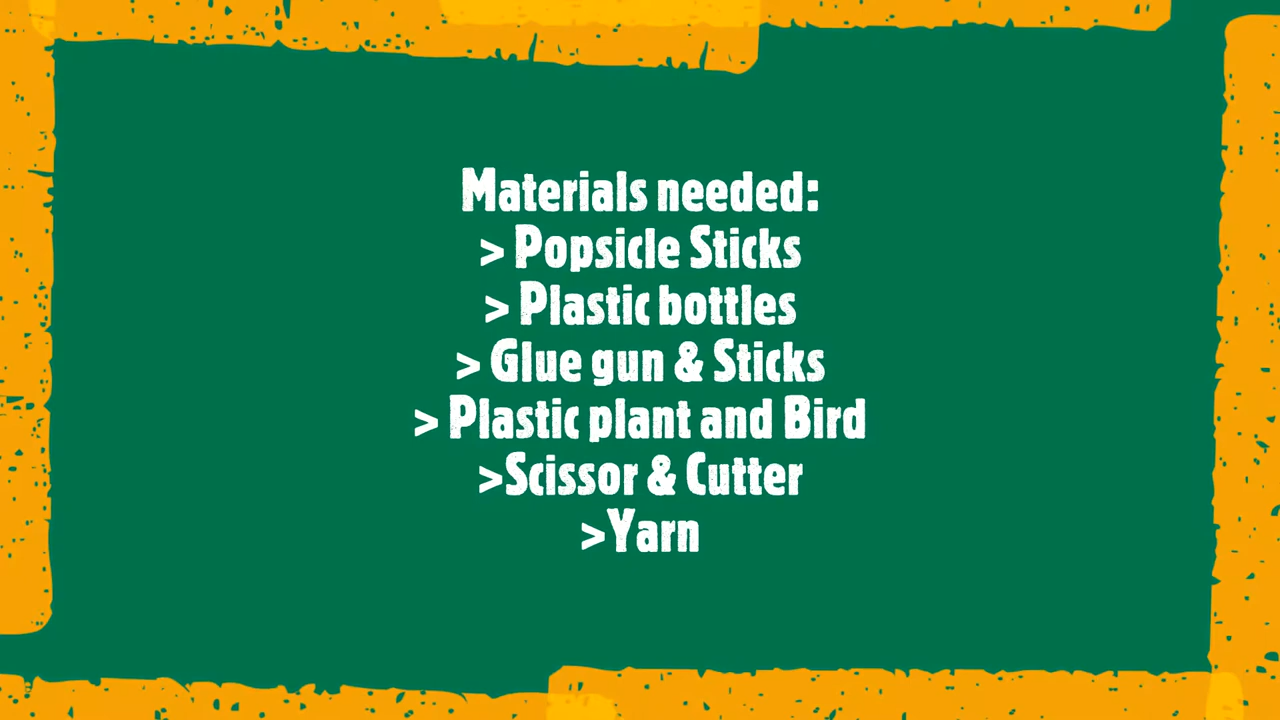 Materials needed:
> Popsicle Sticks
> Plastic bottles
> Glue gun & Sticks
> Plastic plant and Bird
>Scissor & Cutter
>Yarn